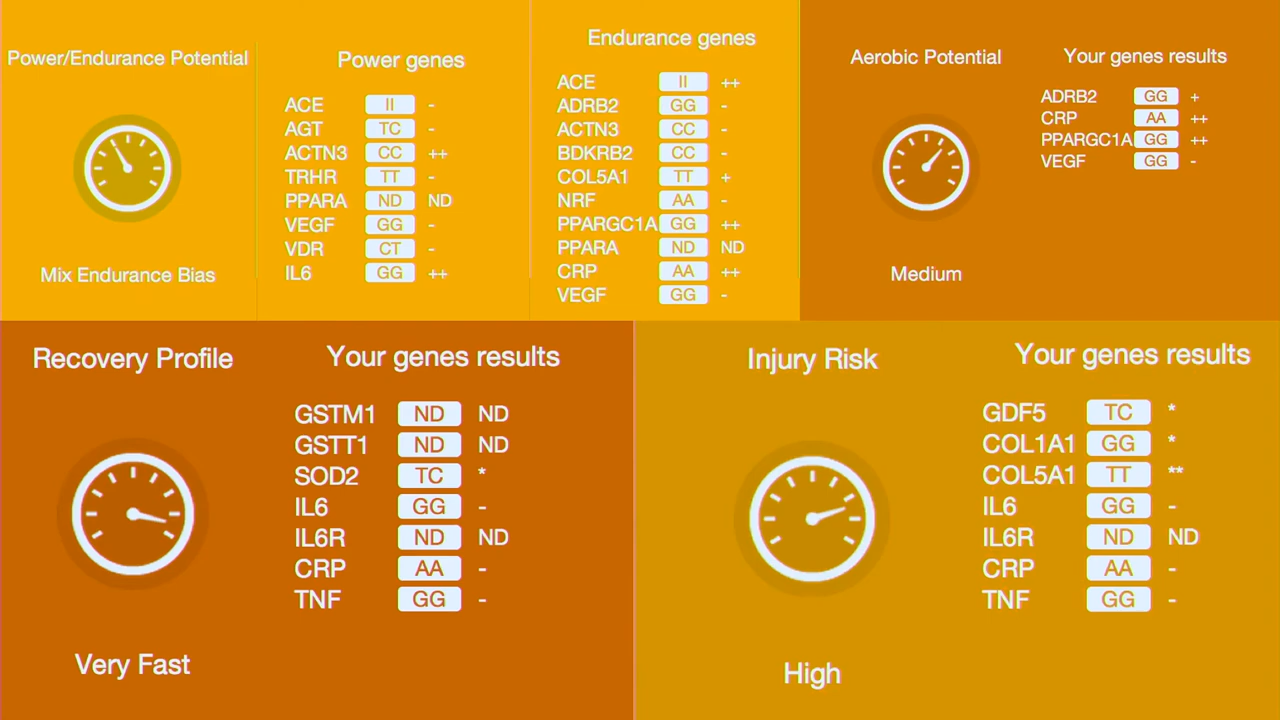 Power/Endurance Potential
Mix Endurance Bias
Power genes
ACE II -
AGT TC -
ACTN3 CC ++
TRHR TT -
PPARA ND ND
VEGF GG -
VDR CT -
IL6 GG ++
Endurance genes
ACE II ++
ADRB2 GG -
ACTN3 CC -
BDKRB2 CC -
COL5A1 TT +
NRF AA -
PPARGC1A GG ++
PPARA ND ND
CRP AA ++
VEGF GG -
Aerobic Potential
Medium
Your genes results
ADRB2 GG +
CRP AA ++
PPARGC1A GG ++
VEGF GG -
Recovery Profile
Very Fast
Your genes results
GSTM1 ND ND
GSTT1 ND ND
SOD2 TC *
IL6 GG -
IL6R ND ND
CRP AA -
TNF GG -
Injury Risk
High
Your genes results
GDF5 TC *
COL1A1 GG *
COL5A1 TT **
IL6 GG -
IL6R ND ND
CRP AA -
TNF GG -